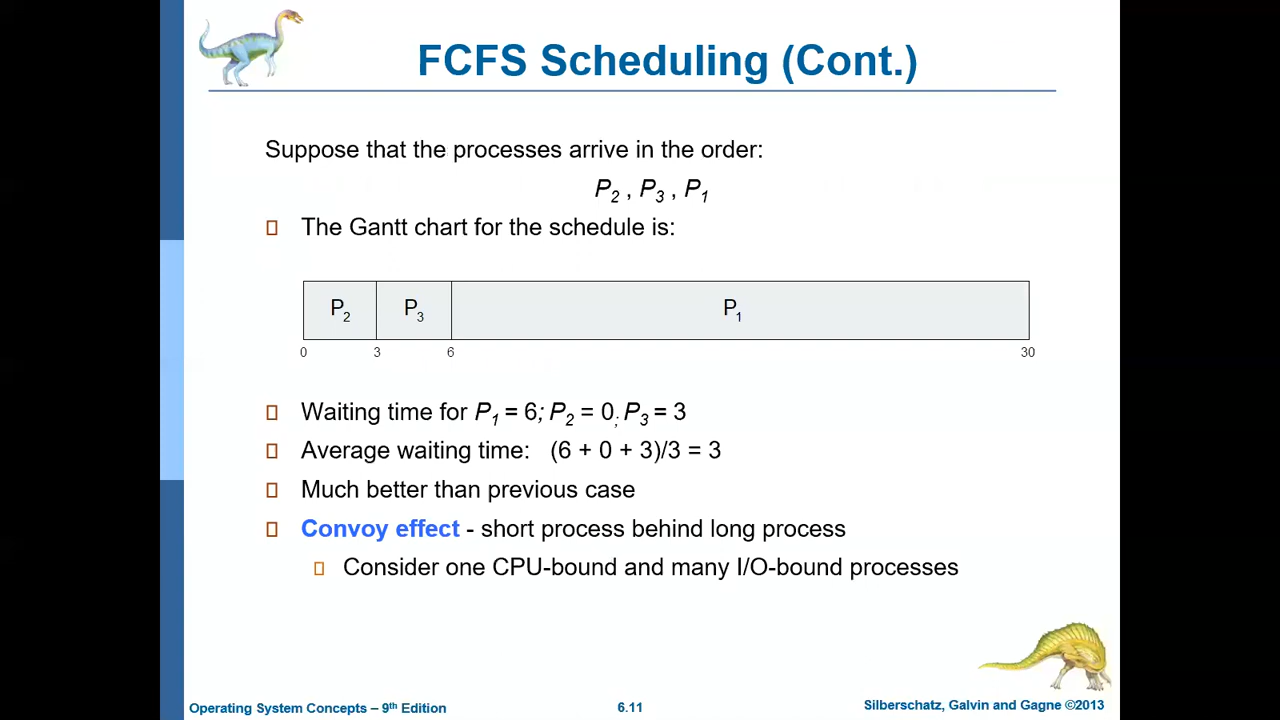 FCFS Scheduling (Cont.)
Suppose that the processes arrive in the order:
P2 , P3 , P1
The Gantt chart for the schedule is:
P2 P3 P1
0 3 6 30
Waiting time for P1 = 6; P2 = 0; P3 = 3
Average waiting time: (6 + 0 + 3)/3 = 3
Much better than previous case
Convoy effect - short process behind long process
Consider one CPU-bound and many I/O-bound processes
Operating System Concepts – 9th Edition
6.11
Silberschatz, Galvin and Gagne ©2013